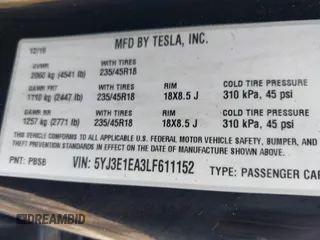 MFD BY TESLA, INC.
12/19
GVWR WITH TIRES
2060 kg (4541 lb) 235/45R18
GAWR FRT WITH TIRES RIM COLD TIRE PRESSURE
1110 kg (2447 lb) 235/45R18 18X8.5 J 310 kPa, 45 psi
GAWR RR WITH TIRES RIM COLD TIRE PRESSURE
1257 kg (2771 lb) 235/45R18 18X8.5 J 310 kPa, 45 psi
THIS VEHICLE CONFORMS TO ALL APPLICABLE U.S. FEDERAL MOTOR VEHICLE SAFETY, BUMPER, AND
THEFT PREVENTION STANDARDS IN EFFECT ON THE DATE OF MANUFACTURE SHOWN ABOVE.
PNT: PBSB VIN: 5YJ3E1EA3LF611152 TYPE: PASSENGER CAR
DREAMBID